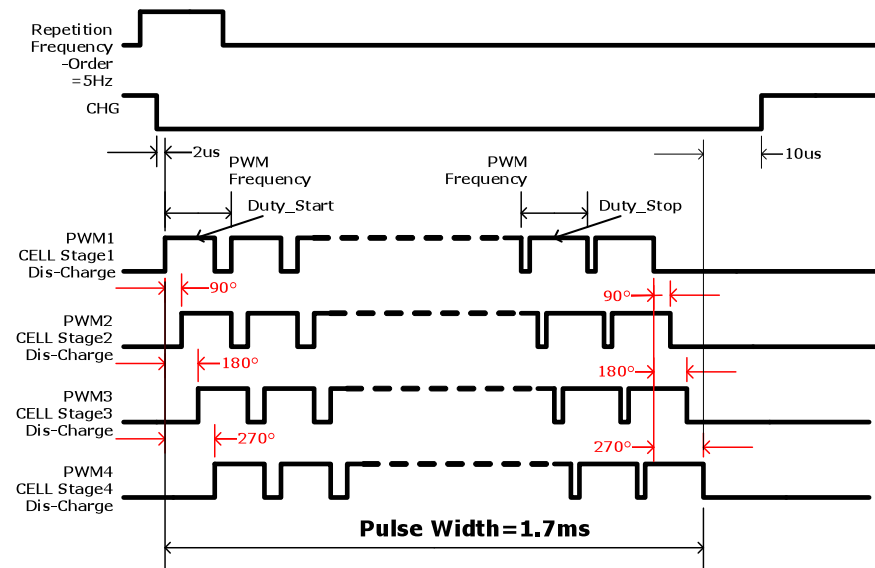 Repetition
Frequency
-Order
=5Hz
CHG
2us
10us
PWM
Frequency
PWM
Frequency
Duty_Start
Duty_Stop
PWM1
CELL Stage1
Dis-Charge
90°
90°
PWM2
CELL Stage2
Dis-Charge
180°
180°
PWM3
CELL Stage3
Dis-Charge
270°
270°
PWM4
CELL Stage4
Dis-Charge
Pulse Width=1.7ms